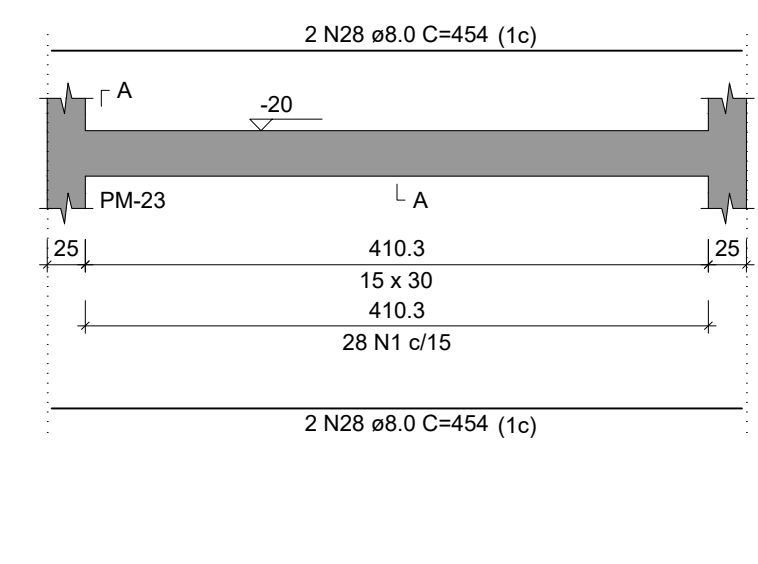 2 N28 ø8.0 C=454 (1c)
A
-20
PM-23
A
25 410.3 25
15 x 30
410.3
28 N1 c/15
2 N28 ø8.0 C=454 (1c)